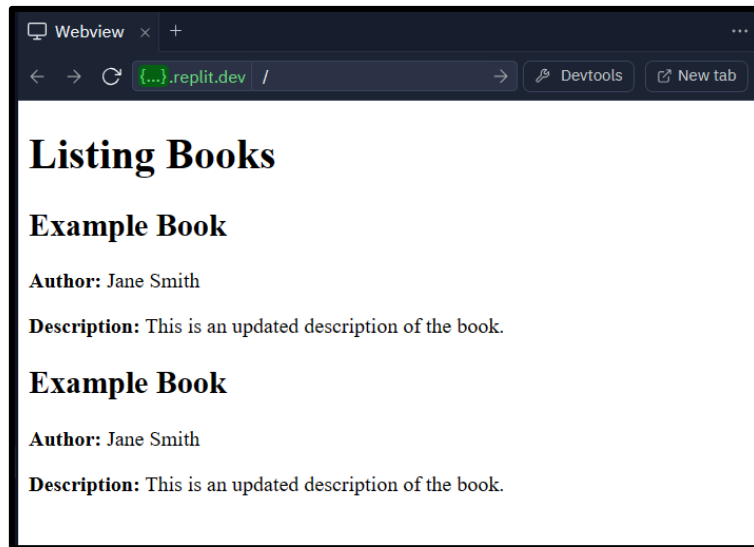 Webview × +
{...}.replit.dev / Devtools New tab
Listing Books
Example Book
Author: Jane Smith
Description: This is an updated description of the book.
Example Book
Author: Jane Smith
Description: This is an updated description of the book.